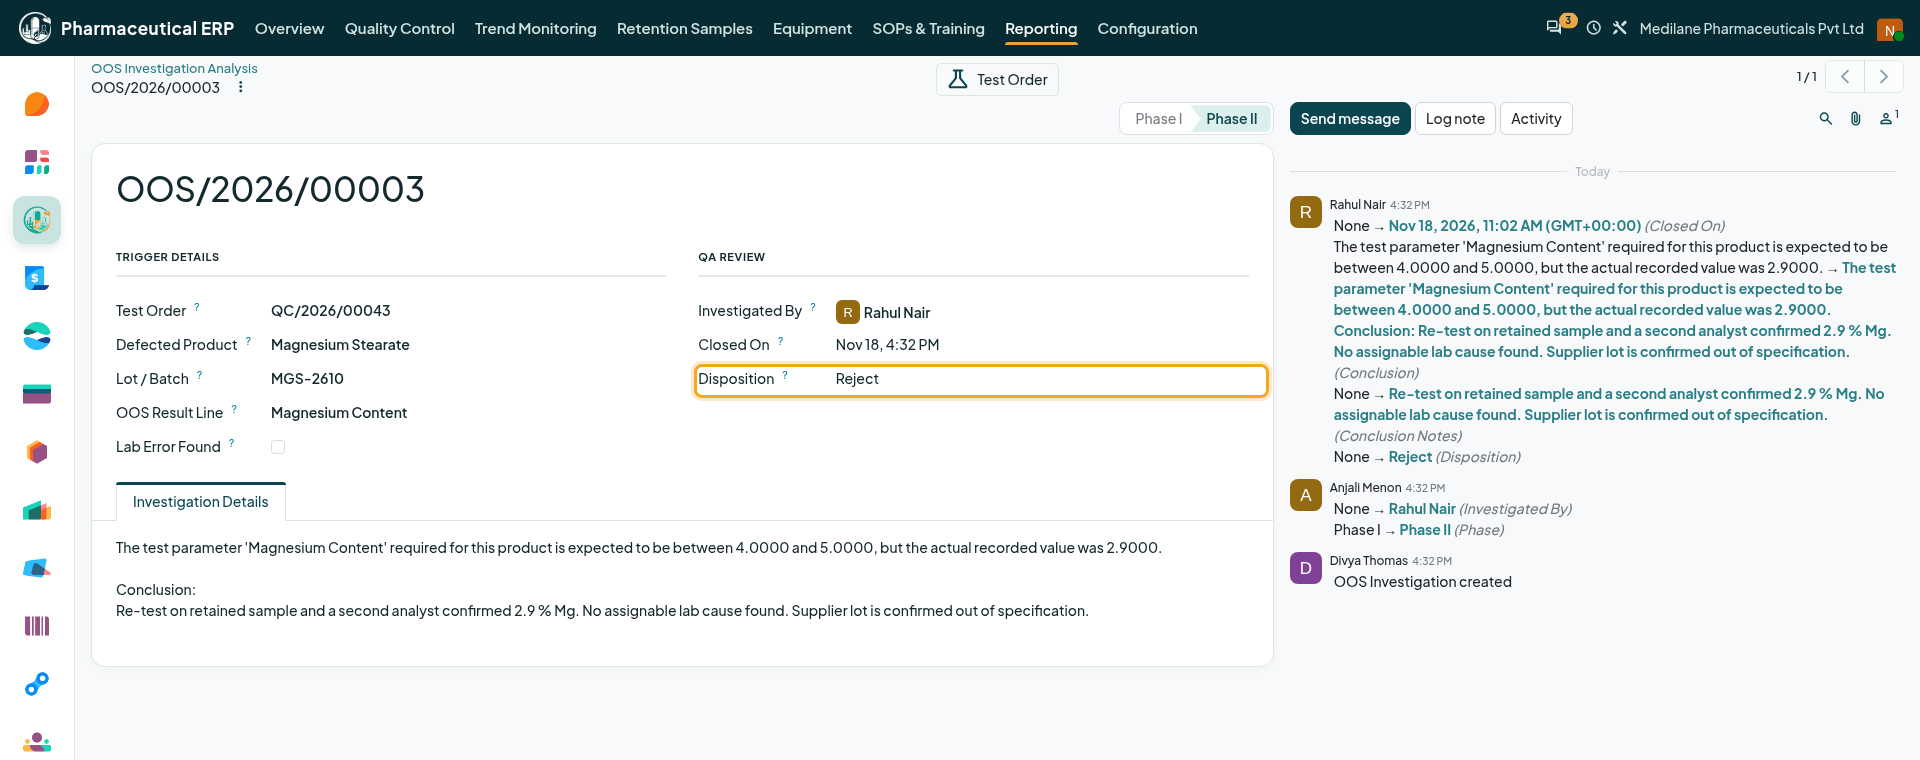 Pharmaceutical ERP
Overview
Quality Control
Trend Monitoring
Retention Samples
Equipment
SOPs & Training
Reporting
Configuration
3
Medilane Pharmaceuticals Pvt Ltd
N
OOS Investigation Analysis
OOS/2026/00003
Test Order
1 / 1
Phase I
Phase II
Send message
Log note
Activity
1
OOS/2026/00003
TRIGGER DETAILS
Test Order ? QC/2026/00043
Defected Product ? Magnesium Stearate
Lot / Batch ? MGS-2610
OOS Result Line ? Magnesium Content
Lab Error Found ?
QA REVIEW
Investigated By ? R Rahul Nair
Closed On ? Nov 18, 4:32 PM
Disposition ? Reject
Investigation Details
The test parameter 'Magnesium Content' required for this product is expected to be between 4.0000 and 5.0000, but the actual recorded value was 2.9000.
Conclusion:
Re-test on retained sample and a second analyst confirmed 2.9 % Mg. No assignable lab cause found. Supplier lot is confirmed out of specification.
Today
R
Rahul Nair 4:32 PM
None → Nov 18, 2026, 11:02 AM (GMT+00:00) (Closed On)
The test parameter 'Magnesium Content' required for this product is expected to be
between 4.0000 and 5.0000, but the actual recorded value was 2.9000. → The test
parameter 'Magnesium Content' required for this product is expected to be
between 4.0000 and 5.0000, but the actual recorded value was 2.9000.
Conclusion: Re-test on retained sample and a second analyst confirmed 2.9 % Mg.
No assignable lab cause found. Supplier lot is confirmed out of specification.
(Conclusion)
None → Re-test on retained sample and a second analyst confirmed 2.9 % Mg. No
assignable lab cause found. Supplier lot is confirmed out of specification.
(Conclusion Notes)
None → Reject (Disposition)
A
Anjali Menon 4:32 PM
None → Rahul Nair (Investigated By)
Phase I → Phase II (Phase)
D
Divya Thomas 4:32 PM
OOS Investigation created